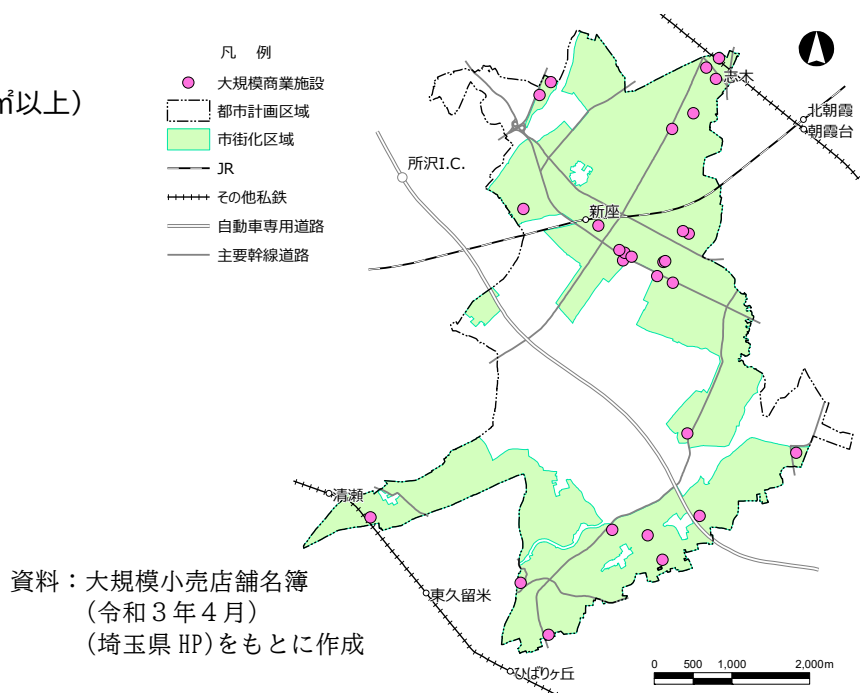 ㎡以上）
凡　例
大規模商業施設
都市計画区域
市街化区域
JR
その他私鉄
自動車専用道路
主要幹線道路
志木
北朝霞
朝霞台
所沢I.C.
新座
清瀬
東久留米
ひばりヶ丘
資料：大規模小売店舗名簿
（令和３年４月）
（埼玉県 HP)をもとに作成
0 500 1,000 2,000m